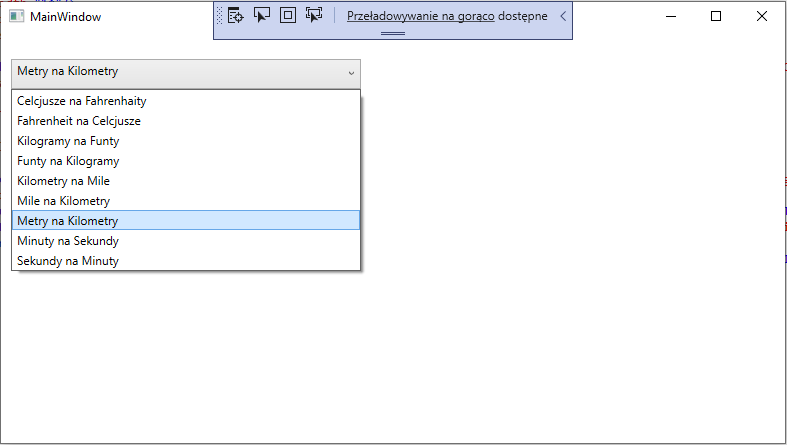 MainWindow
Przeładowywanie na gorąco dostępne
Metry na Kilometry
Celcjusze na Fahrenhaity
Fahrenheit na Celcjusze
Kilogramy na Funty
Funty na Kilogramy
Kilometry na Mile
Mile na Kilometry
Metry na Kilometry
Minuty na Sekundy
Sekundy na Minuty